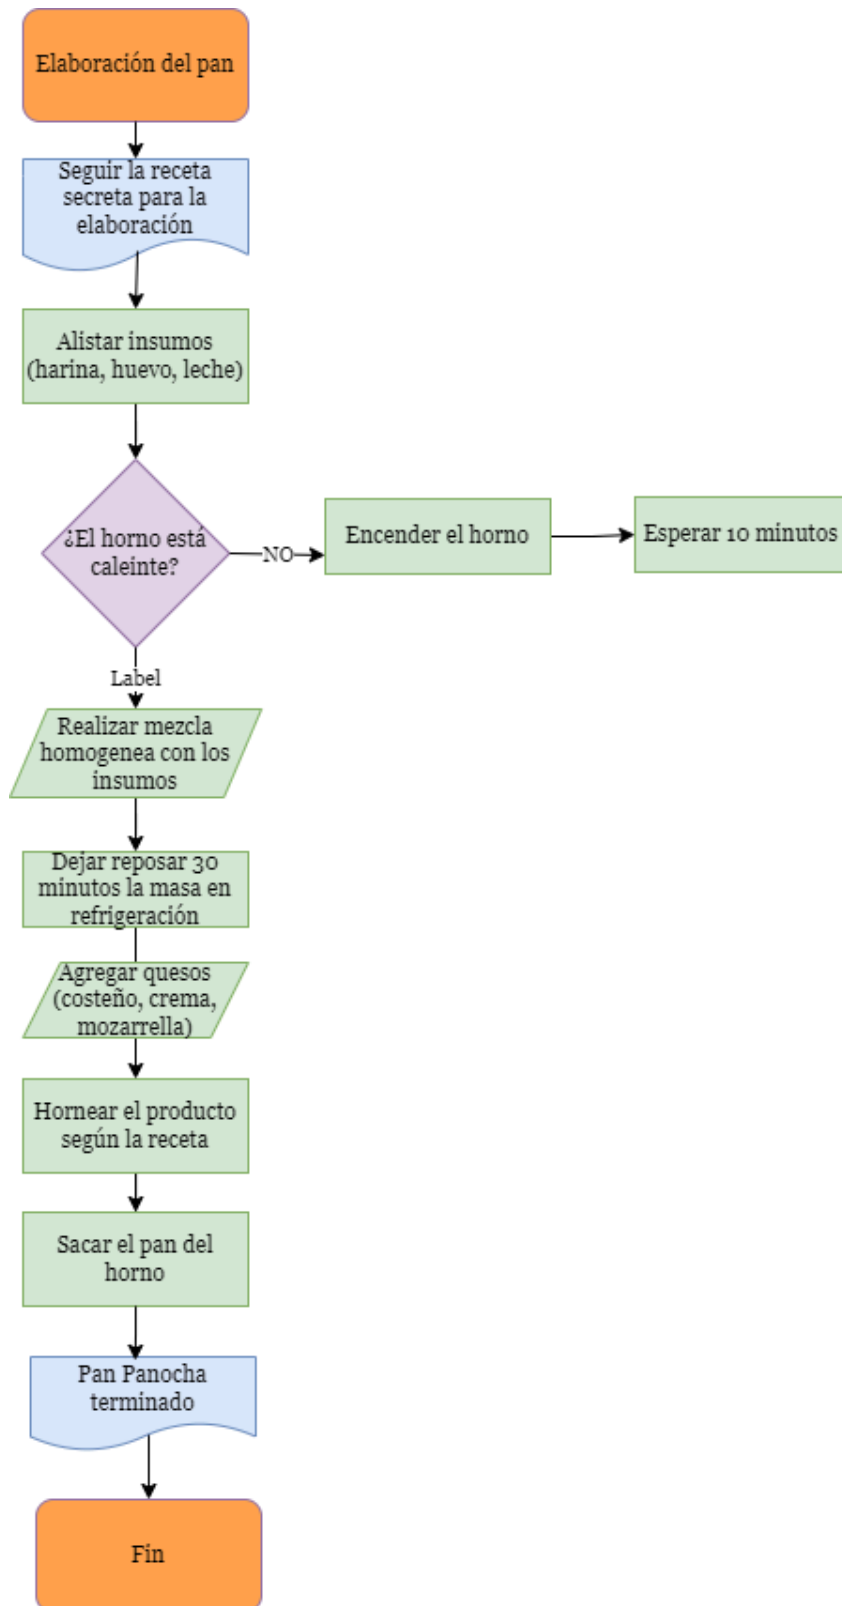 Elaboración del pan
Seguir la receta
secreta para la
elaboración
Alistar insumos
(harina, huevo, leche)
¿El horno está
caleinte?
NO
Encender el horno
Esperar 10 minutos
Label
Realizar mezcla
homogenea con los
insumos
Dejar reposar 30
minutos la masa en
refrigeración
Agregar quesos
(costeño, crema,
mozarrella)
Hornear el producto
según la receta
Sacar el pan del
horno
Pan Panocha
terminado
Fin